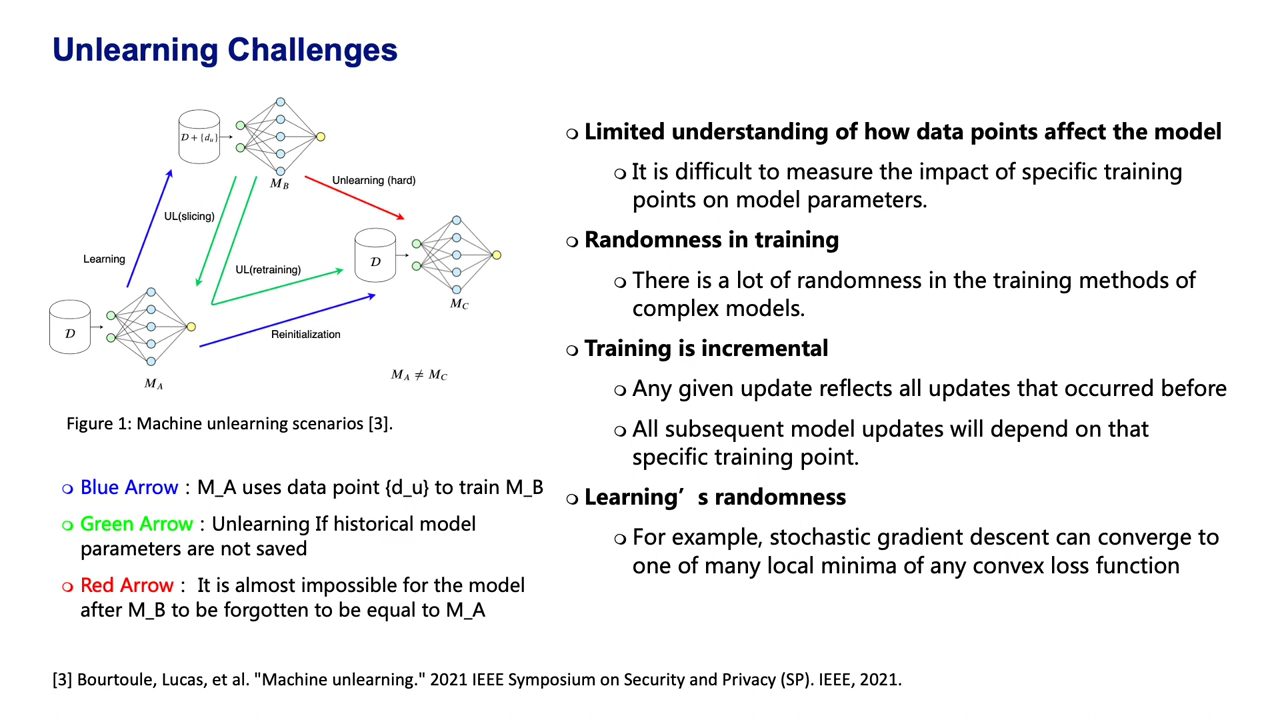 Unlearning Challenges
D + {d_u}
M_B
Unlearning (hard)
UL(slicing)
Learning
UL(retraining)
D
M_C
Reinitialization
D
M_A
M_A ≠ M_C
Figure 1: Machine unlearning scenarios [3].
Blue Arrow：M_A uses data point {d_u} to train M_B
Green Arrow：Unlearning If historical model
parameters are not saved
Red Arrow： It is almost impossible for the model
after M_B to be forgotten to be equal to M_A
Limited understanding of how data points affect the model
It is difficult to measure the impact of specific training
points on model parameters.
Randomness in training
There is a lot of randomness in the training methods of
complex models.
Training is incremental
Any given update reflects all updates that occurred before
All subsequent model updates will depend on that
specific training point.
Learning’s randomness
For example, stochastic gradient descent can converge to
one of many local minima of any convex loss function
[3] Bourtoule, Lucas, et al. "Machine unlearning." 2021 IEEE Symposium on Security and Privacy (SP). IEEE, 2021.